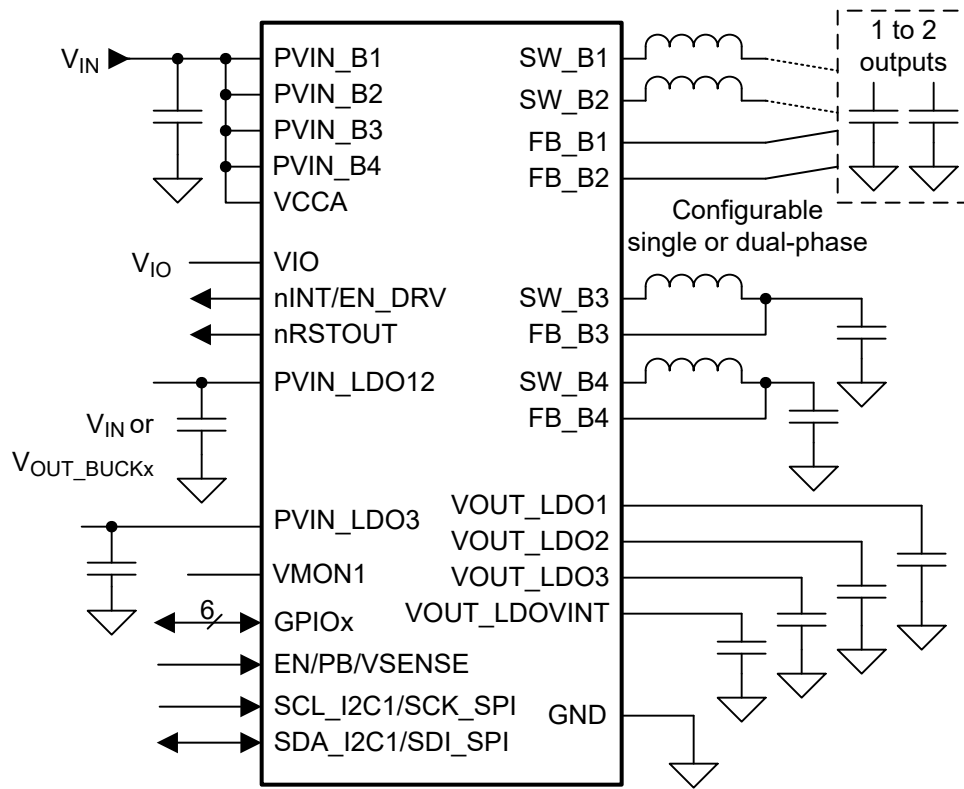 V_IN
PVIN_B1
PVIN_B2
PVIN_B3
PVIN_B4
VCCA
V_IO
VIO
nINT/EN_DRV
nRSTOUT
PVIN_LDO12
V_IN or
V_OUT_BUCKx
PVIN_LDO3
VMON1
6
GPIOx
EN/PB/VSENSE
SCL_I2C1/SCK_SPI
SDA_I2C1/SDI_SPI
SW_B1
SW_B2
FB_B1
FB_B2
1 to 2
outputs
Configurable
single or dual-phase
SW_B3
FB_B3
SW_B4
FB_B4
VOUT_LDO1
VOUT_LDO2
VOUT_LDO3
VOUT_LDOVINT
GND